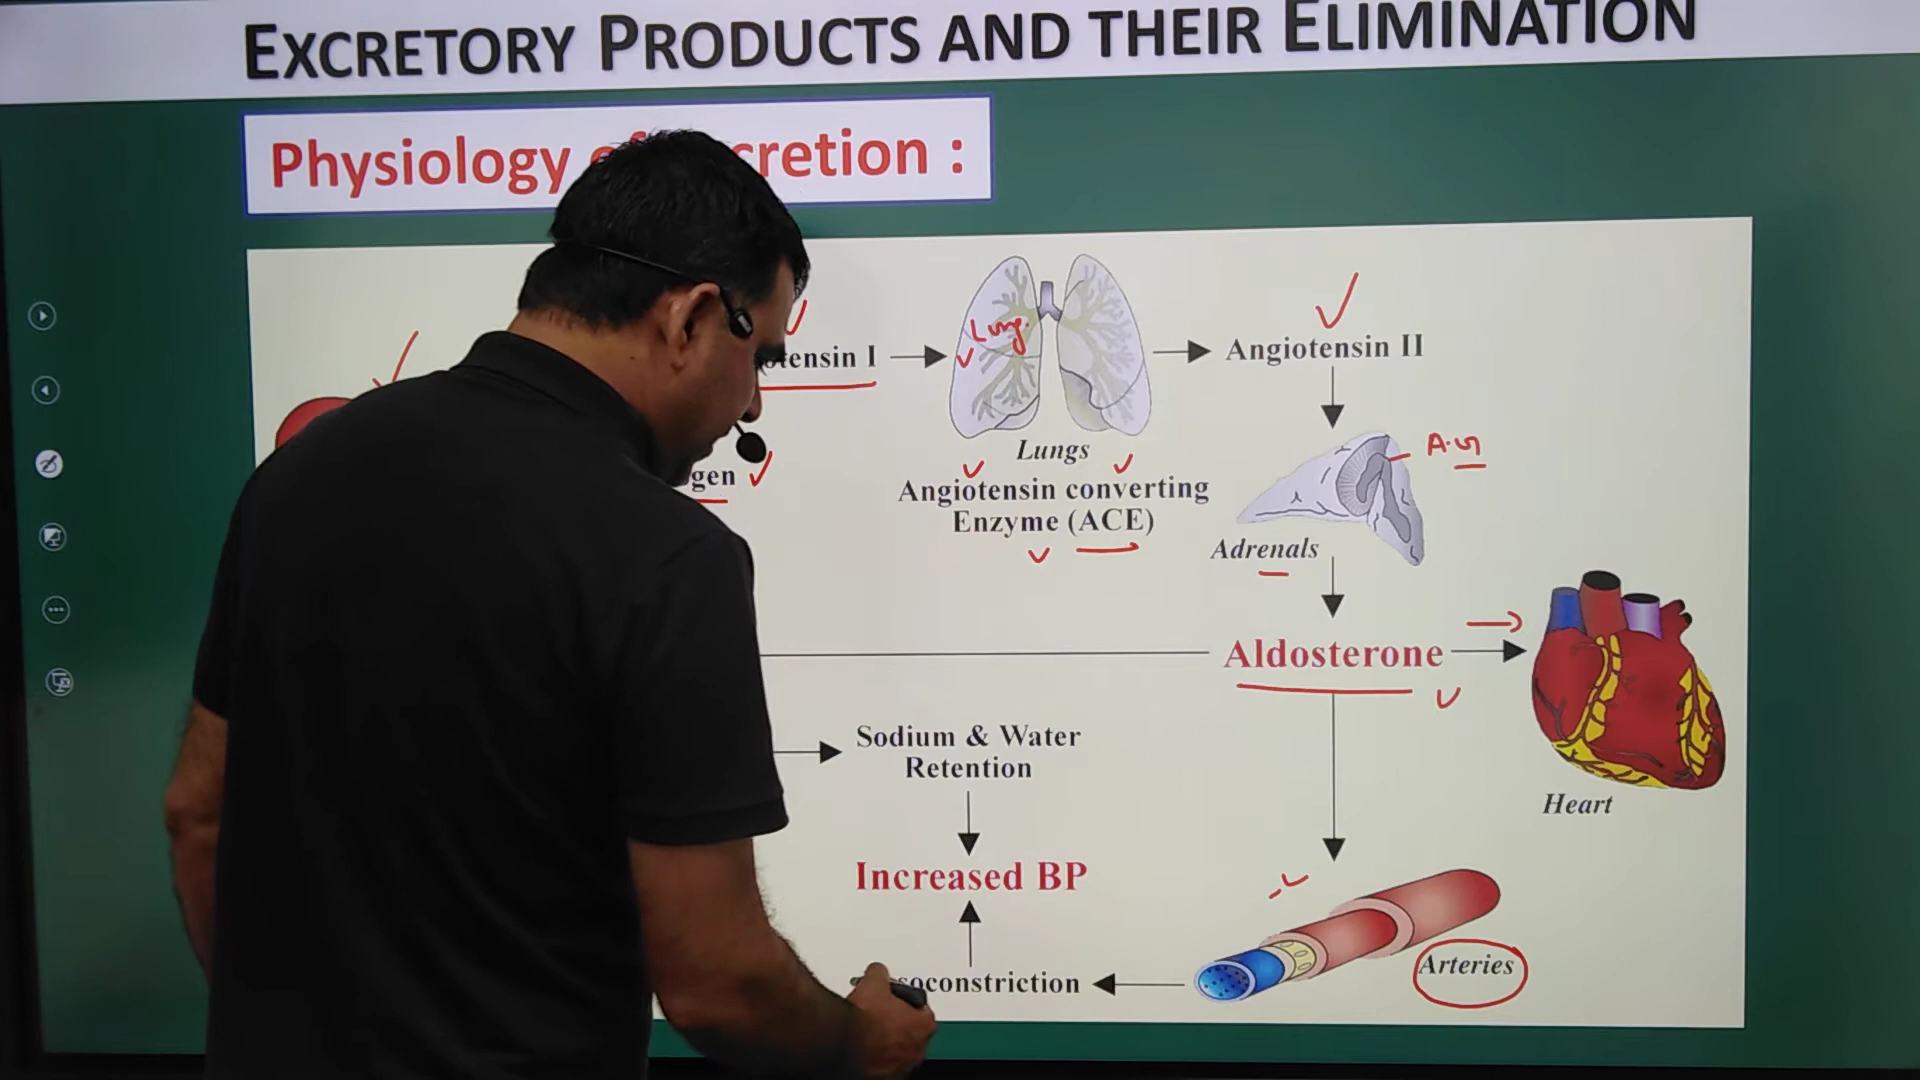 EXCRETORY PRODUCTS AND THEIR ELIMINATION
Physiology cretion :
tensin I
Lung.
Angiotensin II
Lungs
A.G
gen
Angiotensin converting
Enzyme (ACE)
Adrenals
Aldosterone
Sodium & Water
Retention
Heart
Increased BP
Arteries
soconstriction